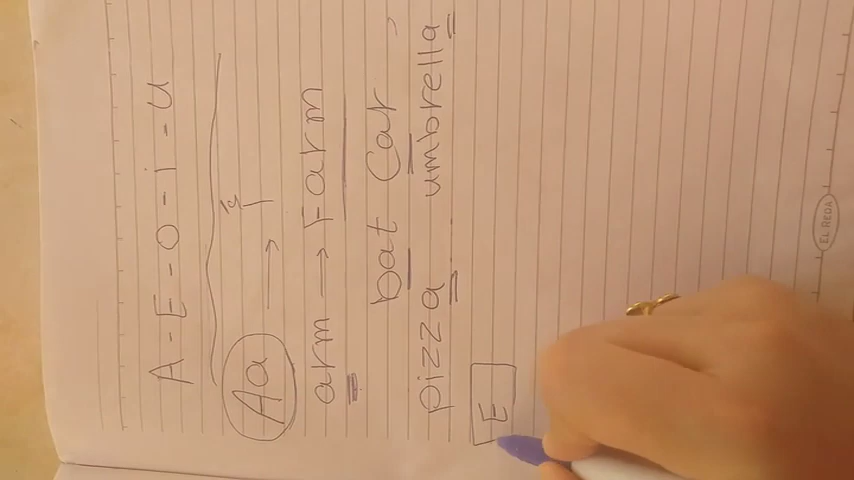 A-E-O-i-u
Aa → أ
arm → Farm
bat Car,
pizza umbrella
E
EL REDA